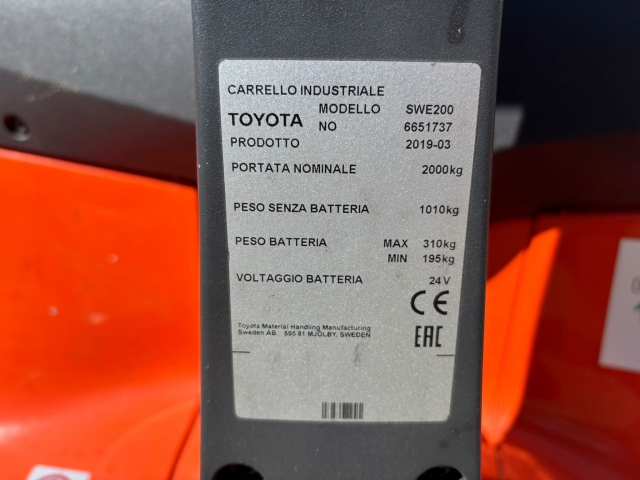 CARRELLO INDUSTRIALE
TOYOTA MODELLO SWE200
NO 6651737
PRODOTTO 2019-03
PORTATA NOMINALE 2000kg
PESO SENZA BATTERIA 1010kg
PESO BATTERIA MAX 310kg
MIN 195kg
VOLTAGGIO BATTERIA 24V
CE
EAC
Toyota Material Handling Manufacturing
Sweden AB 595 81 MJÖLBY, SWEDEN